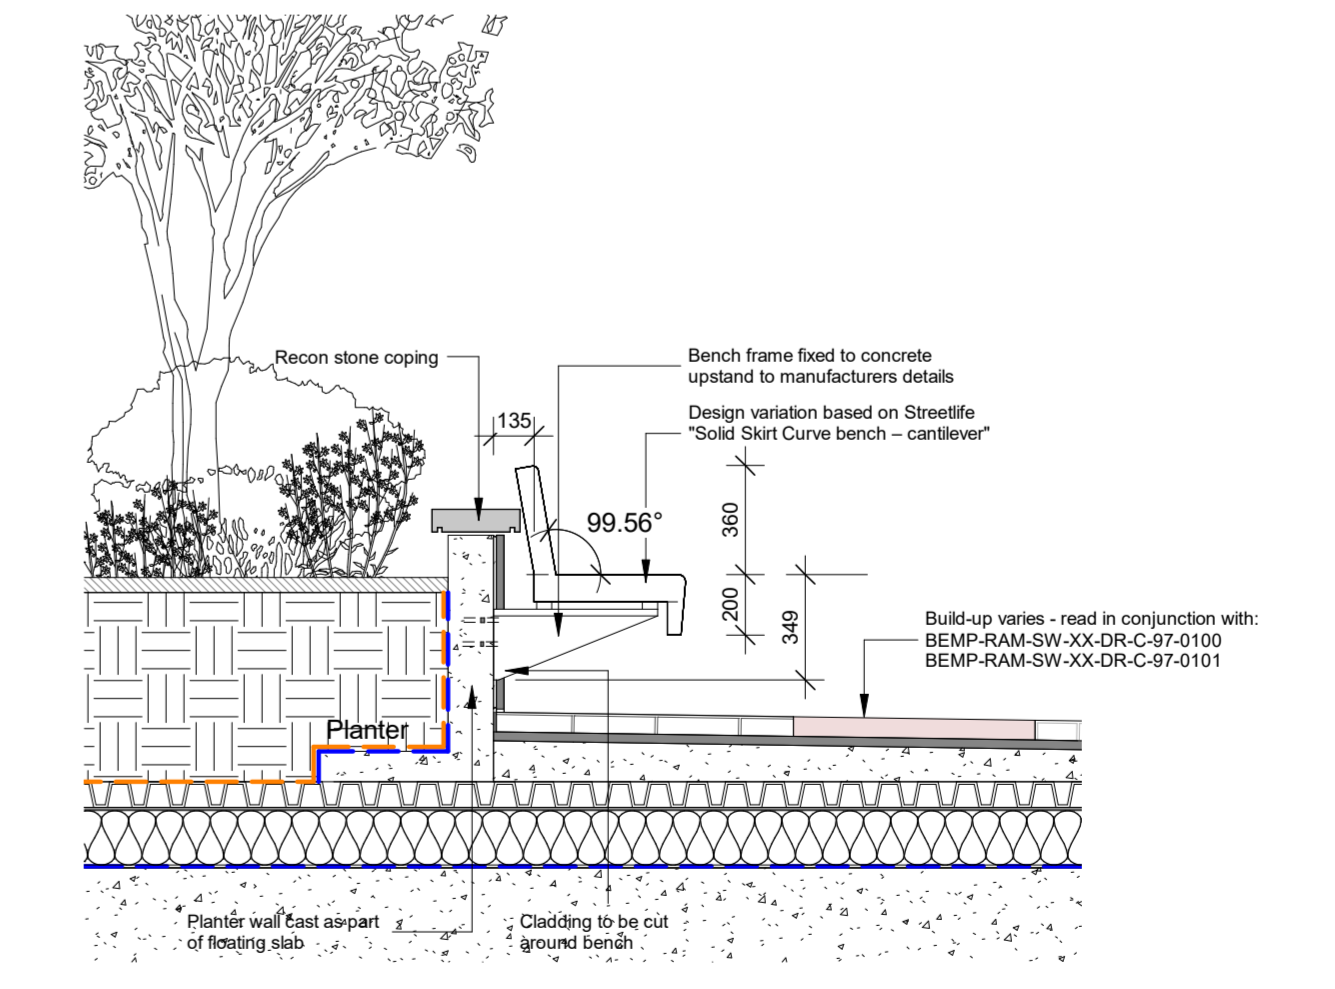 Recon stone coping
Bench frame fixed to concrete
upstand to manufacturers details
Design variation based on Streetlife
"Solid Skirt Curve bench – cantilever"
135
99.56°
360
200
349
Build-up varies - read in conjunction with:
BEMP-RAM-SW-XX-DR-C-97-0100
BEMP-RAM-SW-XX-DR-C-97-0101
Planter
Planter wall cast as part
of floating slab
Cladding to be cut
around bench